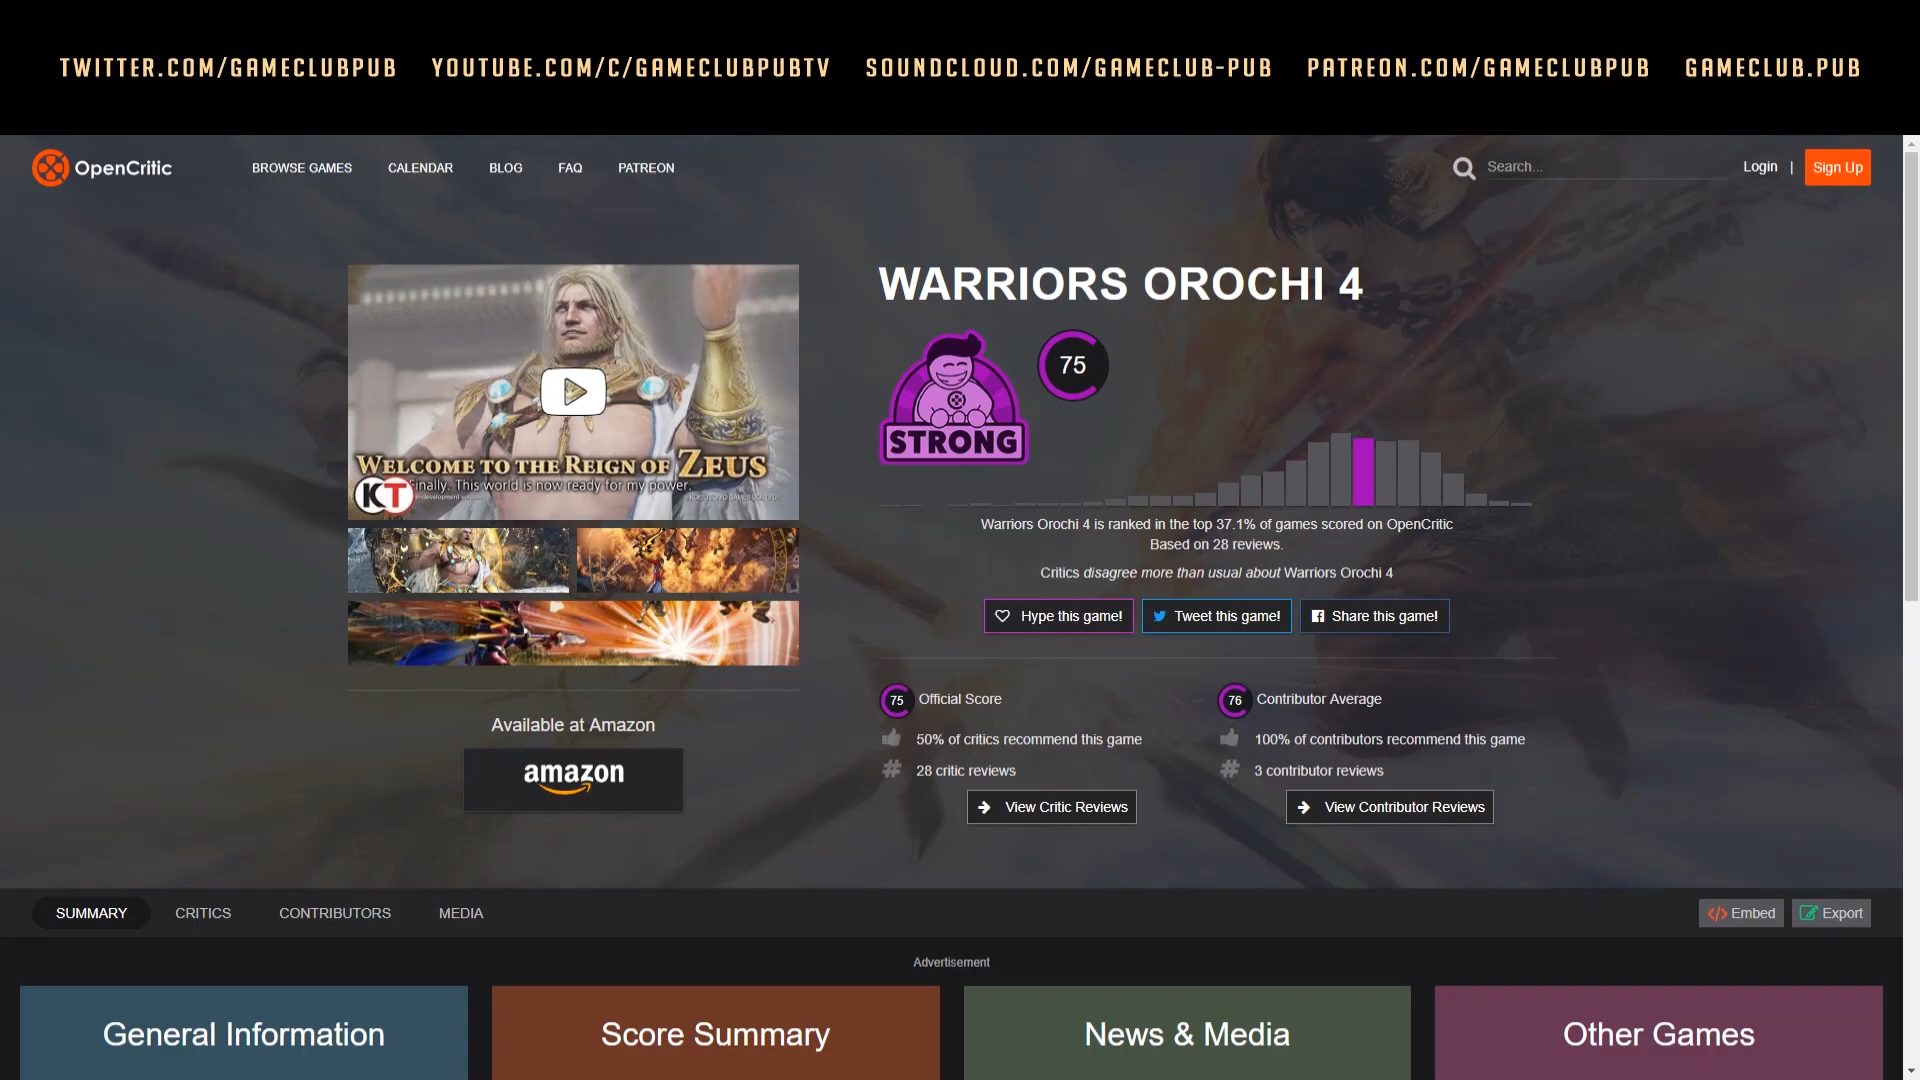 TWITTER.COM/GAMECLUBPUB YOUTUBE.COM/C/GAMECLUBPUBTV SOUNDCLOUD.COM/GAMECLUB-PUB PATREON.COM/GAMECLUBPUB GAMECLUB.PUB
OpenCritic BROWSE GAMES CALENDAR BLOG FAQ PATREON Search... Login | Sign Up
WELCOME TO THE REIGN OF ZEUS
KT Finally. This world is now ready for my power.
WARRIORS OROCHI 4
STRONG
75
Warriors Orochi 4 is ranked in the top 37.1% of games scored on OpenCritic
Based on 28 reviews.
Critics disagree more than usual about Warriors Orochi 4
Hype this game! Tweet this game! Share this game!
Available at Amazon
amazon
75 Official Score
50% of critics recommend this game
28 critic reviews
View Critic Reviews
76 Contributor Average
100% of contributors recommend this game
3 contributor reviews
View Contributor Reviews
SUMMARY CRITICS CONTRIBUTORS MEDIA Embed Export
Advertisement
General Information Score Summary News & Media Other Games